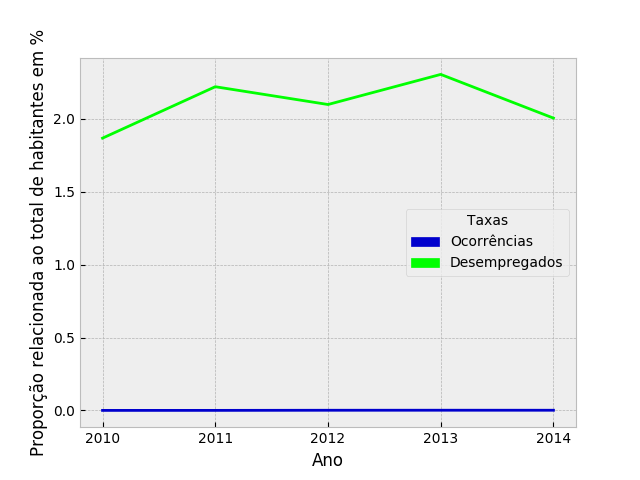 Proporção relacionada ao total de habitantes em %
2.0
1.5
1.0
0.5
0.0
Taxas
Ocorrências
Desempregados
2010 2011 2012 2013 2014
Ano